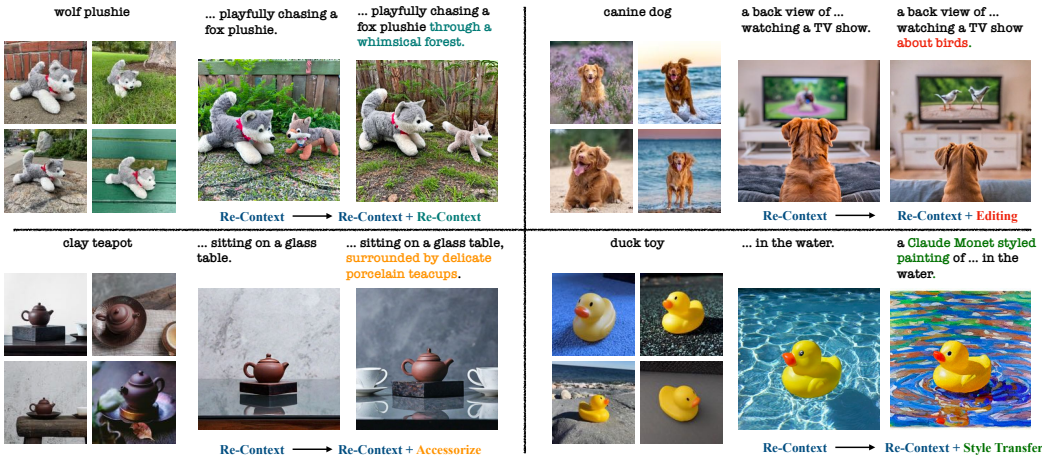 wolf plushie
... playfully chasing a
fox plushie.
... playfully chasing a
fox plushie through a
whimsical forest.
Re-Context
Re-Context + Re-Context
canine dog
a back view of ...
watching a TV show.
a back view of ...
watching a TV show
about birds.
Re-Context
Re-Context + Editing
clay teapot
... sitting on a glass
table.
... sitting on a glass table,
surrounded by delicate
porcelain teacups.
Re-Context
Re-Context + Accessorize
duck toy
... in the water.
a Claude Monet styled
painting of ... in the
water.
Re-Context
Re-Context + Style Transfer